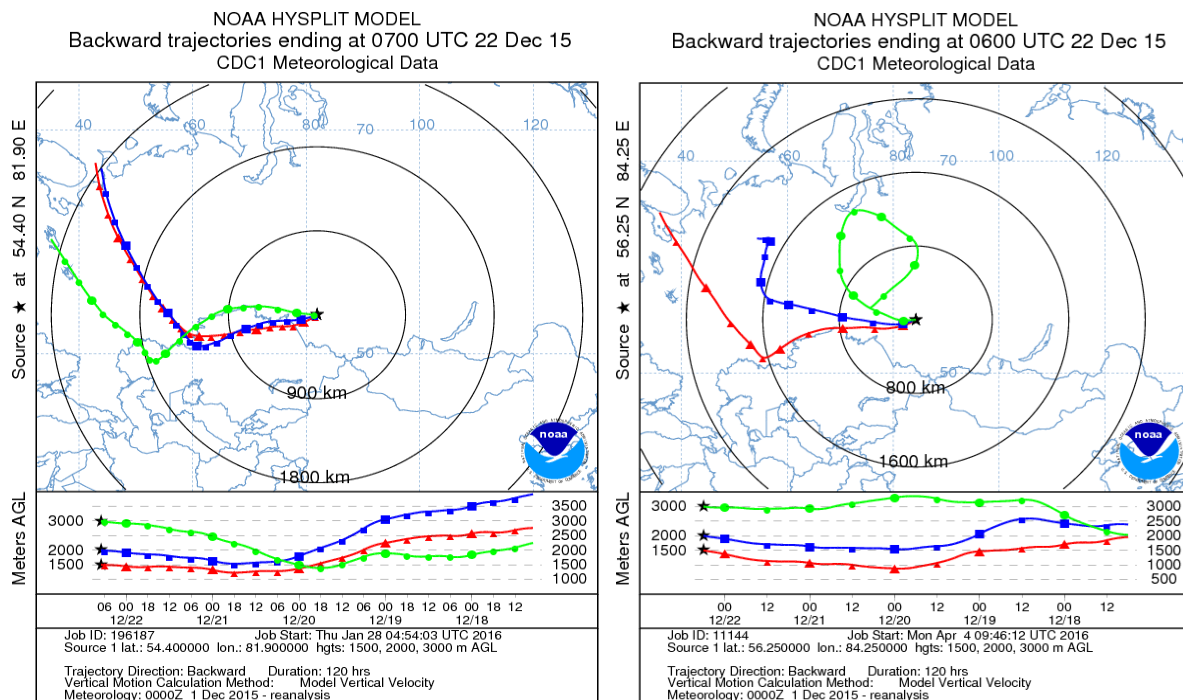 NOAA HYSPLIT MODEL
Backward trajectories ending at 0700 UTC 22 Dec 15
CDC1 Meteorological Data
Source ★ at 54.40 N 81.90 E
40 60 80 70 100 120
50
900 km
1800 km
noaa
Meters AGL
3000
2000
1500
3500
3000
2500
2000
1500
1000
06 00 18 12 06 00 18 12 06 00 18 12 06 00 18 12 06 00 18 12
12/22 12/21 12/20 12/19 12/18
Job ID: 196187 Job Start: Thu Jan 28 04:54:03 UTC 2016
Source 1 lat.: 54.400000 lon.: 81.900000 hgts: 1500, 2000, 3000 m AGL
Trajectory Direction: Backward Duration: 120 hrs
Vertical Motion Calculation Method: Model Vertical Velocity
Meteorology: 0000Z 1 Dec 2015 - reanalysis
NOAA HYSPLIT MODEL
Backward trajectories ending at 0600 UTC 22 Dec 15
CDC1 Meteorological Data
Source ★ at 56.25 N 84.25 E
40 60 80 70 100 120
50
800 km
1600 km
noaa
Meters AGL
3000
2000
1500
3000
2500
2000
1500
1000
500
00 12 00 12 00 12 00 12 00 12
12/22 12/21 12/20 12/19 12/18
Job ID: 11144 Job Start: Mon Apr 4 09:46:12 UTC 2016
Source 1 lat.: 56.250000 lon.: 84.250000 hgts: 1500, 2000, 3000 m AGL
Trajectory Direction: Backward Duration: 120 hrs
Vertical Motion Calculation Method: Model Vertical Velocity
Meteorology: 0000Z 1 Dec 2015 - reanalysis